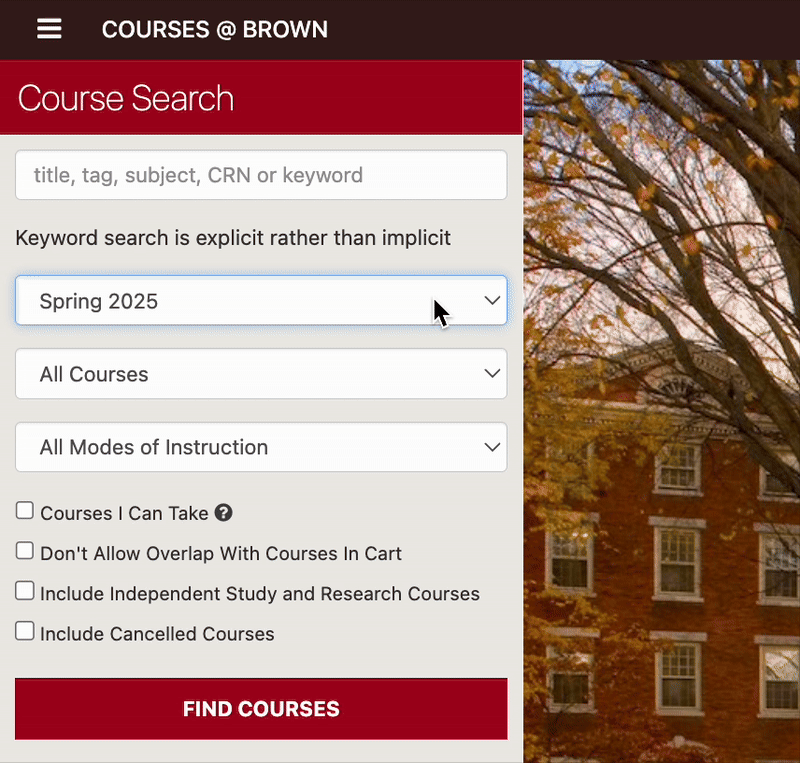 COURSES @ BROWN
Course Search
title, tag, subject, CRN or keyword
Keyword search is explicit rather than implicit
Spring 2025
All Courses
All Modes of Instruction
Courses I Can Take ?
Don't Allow Overlap With Courses In Cart
Include Independent Study and Research Courses
Include Cancelled Courses
FIND COURSES